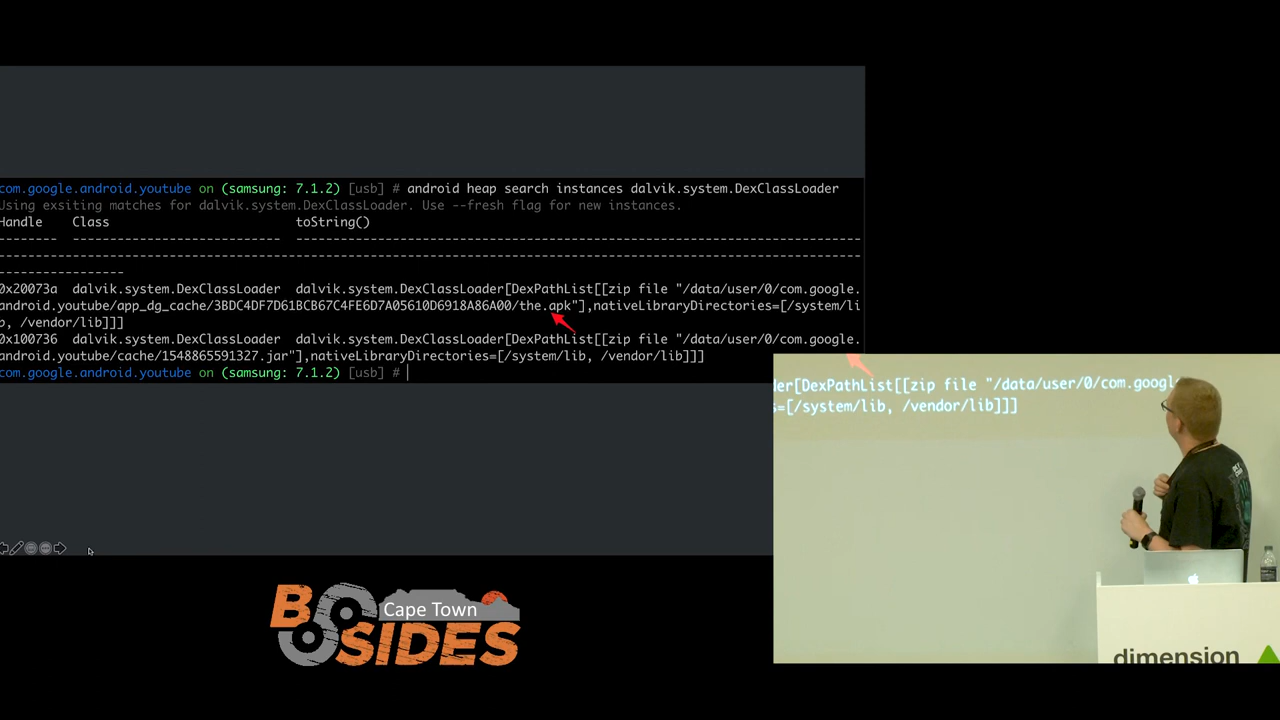 com.google.android.youtube on (samsung: 7.1.2) [usb] # android heap search instances dalvik.system.DexClassLoader
Using exsiting matches for dalvik.system.DexClassLoader. Use --fresh flag for new instances.
Handle Class toString()
-------- ---------------------------- ---------------------------------------------------------------------------
-----------------------------------------------------------------------------------------------------------------
-----------------
0x20073a dalvik.system.DexClassLoader dalvik.system.DexClassLoader[DexPathList[[zip file "/data/user/0/com.google.
android.youtube/app_dg_cache/3BDC4DF7D61BCB67C4FE6D7A05610D6918A86A00/the.apk"],nativeLibraryDirectories=[/system/li
b, /vendor/lib]]]
0x100736 dalvik.system.DexClassLoader dalvik.system.DexClassLoader[DexPathList[[zip file "/data/user/0/com.google.
android.youtube/cache/1548865591327.jar"],nativeLibraryDirectories=[/system/lib, /vendor/lib]]]
com.google.android.youtube on (samsung: 7.1.2) [usb] #
der[DexPathList[[zip file "/data/user/0/com.googl
s=[/system/lib, /vendor/lib]]]
BSIDES
Cape Town
dimension